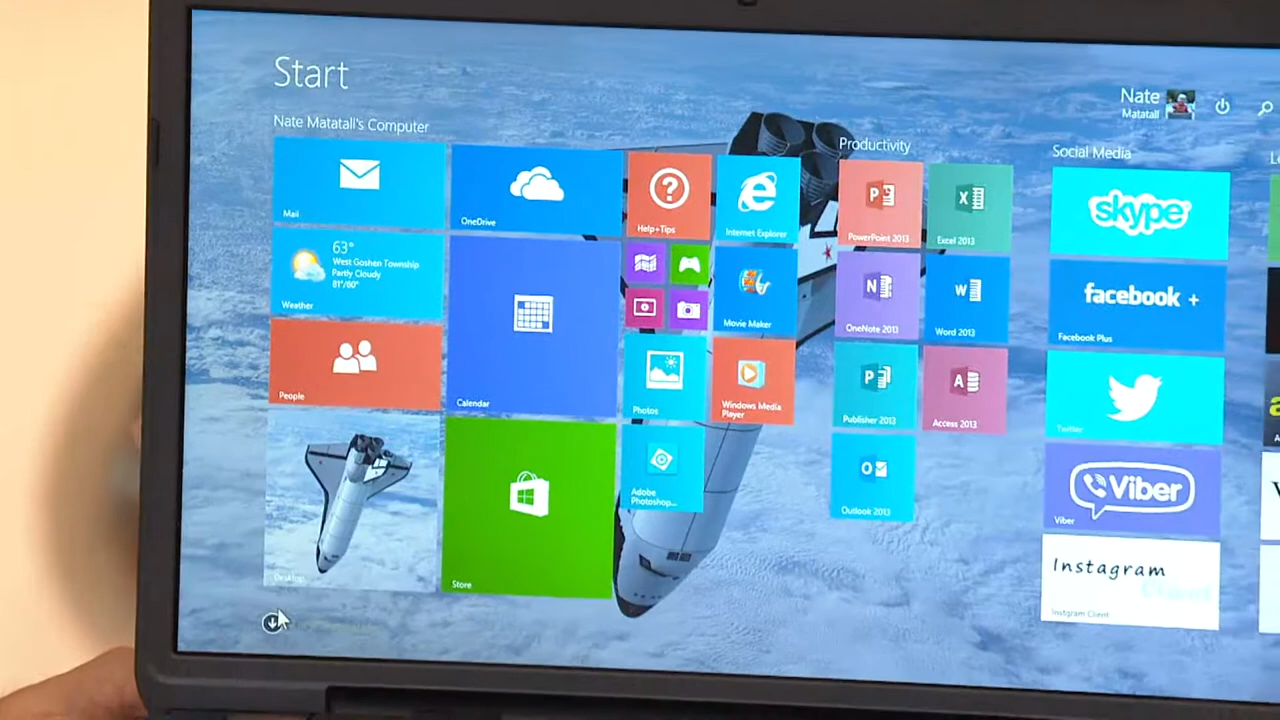 Start
Nate
Matatall
Nate Matatall's Computer
Mail
OneDrive
Help+Tips
Internet Explorer
63°
West Goshen Township
Partly Cloudy
81°/60°
Weather
Calendar
Movie Maker
People
Photos
Windows Media
Player
Desktop
Store
Adobe
Photoshop...
Productivity
PowerPoint 2013
Excel 2013
OneNote 2013
Word 2013
Publisher 2013
Access 2013
Outlook 2013
Social Media
skype
facebook +
Facebook Plus
Twitter
Viber
Viber
Instagram
Client
Instgram Client